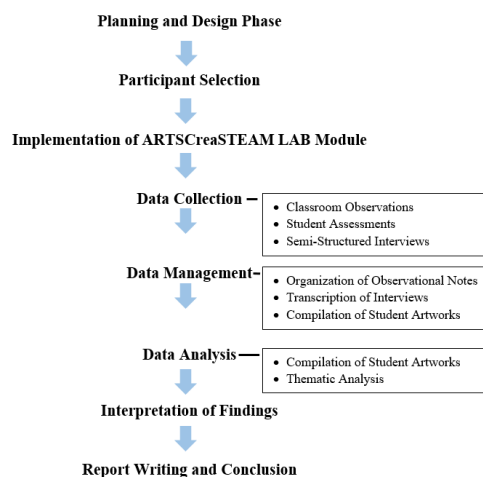 Planning and Design Phase
Participant Selection
Implementation of ARTSCreaSTEAM LAB Module
Data Collection
• Classroom Observations
• Student Assessments
• Semi-Structured Interviews
Data Management
• Organization of Observational Notes
• Transcription of Interviews
• Compilation of Student Artworks
Data Analysis
• Compilation of Student Artworks
• Thematic Analysis
Interpretation of Findings
Report Writing and Conclusion